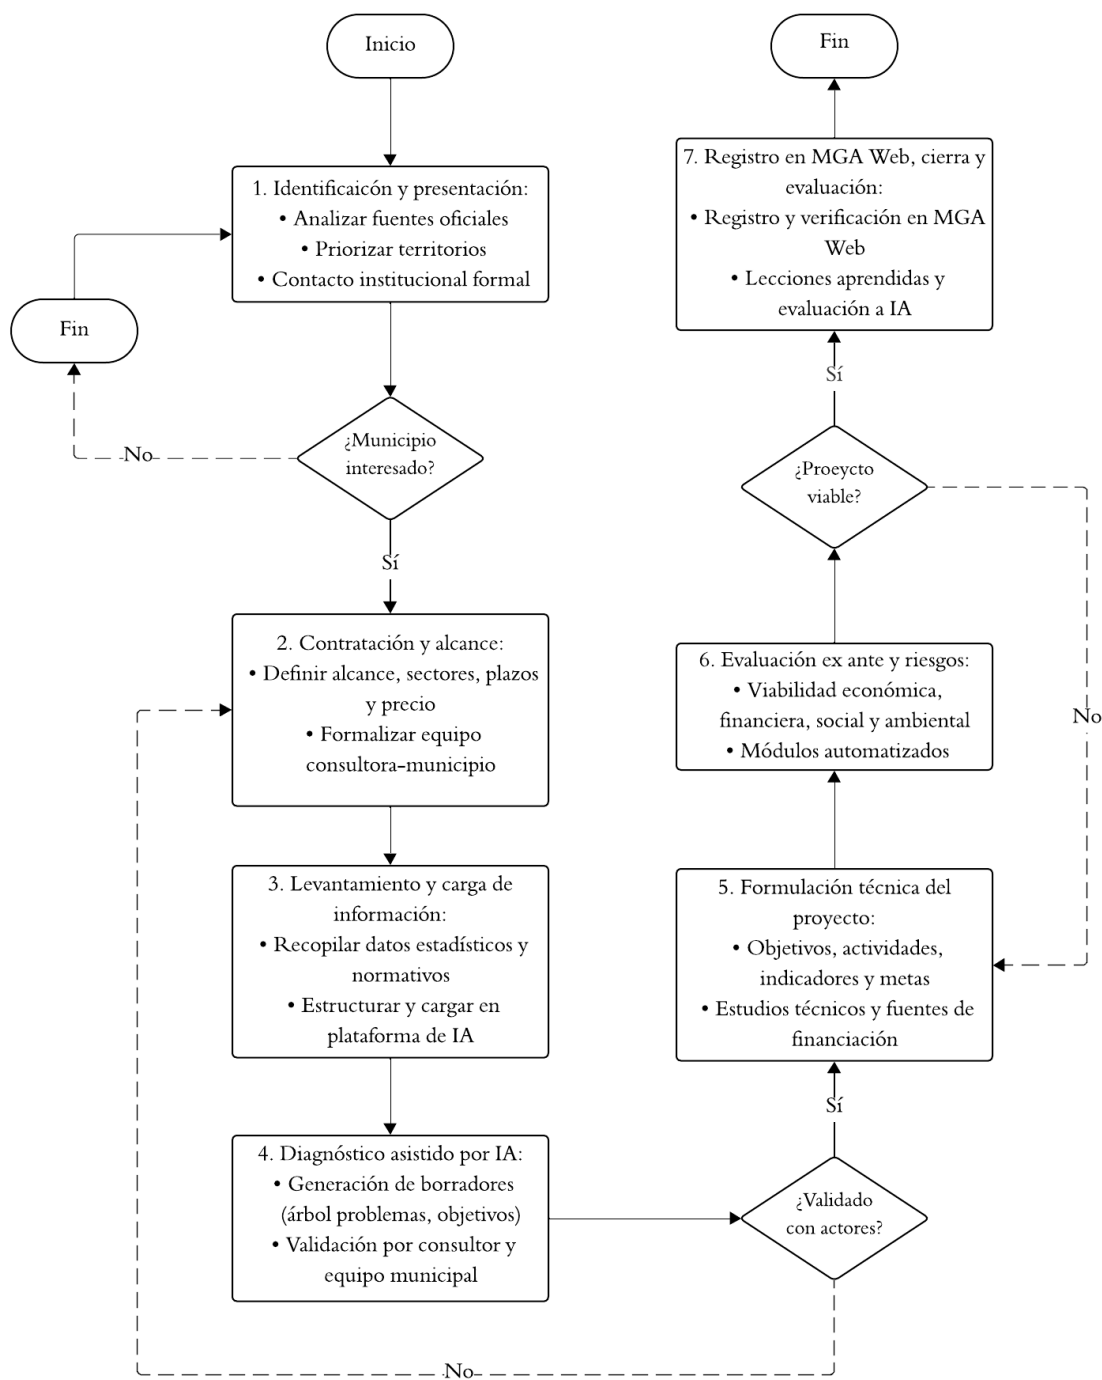 Inicio
1. Identificaicón y presentación:
• Analizar fuentes oficiales
• Priorizar territorios
• Contacto institucional formal
Fin
¿Municipio
interesado?
No
Sí
2. Contratación y alcance:
• Definir alcance, sectores, plazos
y precio
• Formalizar equipo
consultora-municipio
3. Levantamiento y carga de
información:
• Recopilar datos estadísticos y
normativos
• Estructurar y cargar en
plataforma de IA
4. Diagnóstico asistido por IA:
• Generación de borradores
(árbol problemas, objetivos)
• Validación por consultor y
equipo municipal
¿Validado
con actores?
No
Sí
5. Formulación técnica del
proyecto:
• Objetivos, actividades,
indicadores y metas
• Estudios técnicos y fuentes de
financiación
6. Evaluación ex ante y riesgos:
• Viabilidad económica,
financiera, social y ambiental
• Módulos automatizados
¿Proeycto
viable?
No
Sí
7. Registro en MGA Web, cierra y
evaluación:
• Registro y verificación en MGA
Web
• Lecciones aprendidas y
evaluación a IA
Fin